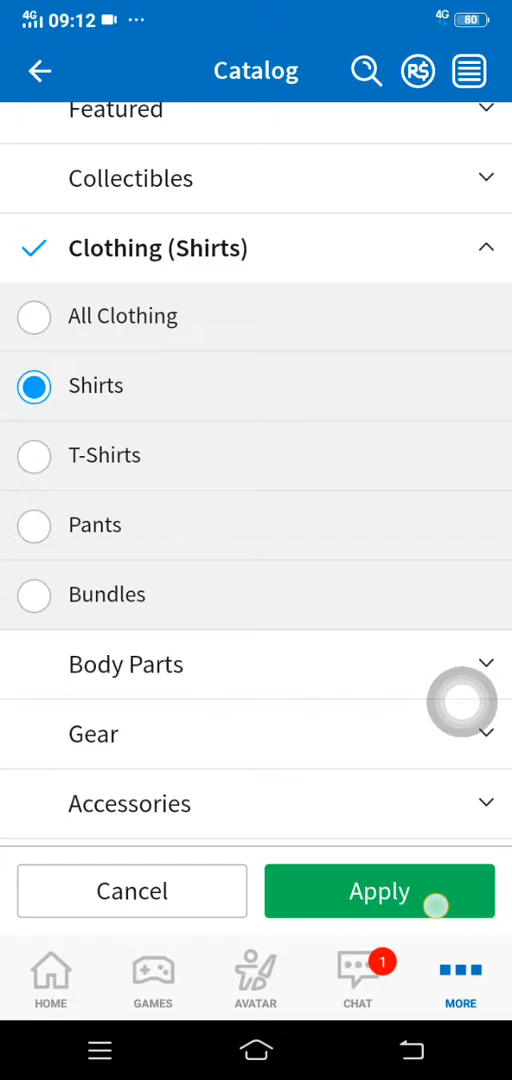 4G 09:12 ... 4G 80
Catalog R$
Featured
Collectibles
Clothing (Shirts)
All Clothing
Shirts
T-Shirts
Pants
Bundles
Body Parts
Gear
Accessories
Cancel Apply
1
HOME GAMES AVATAR CHAT MORE